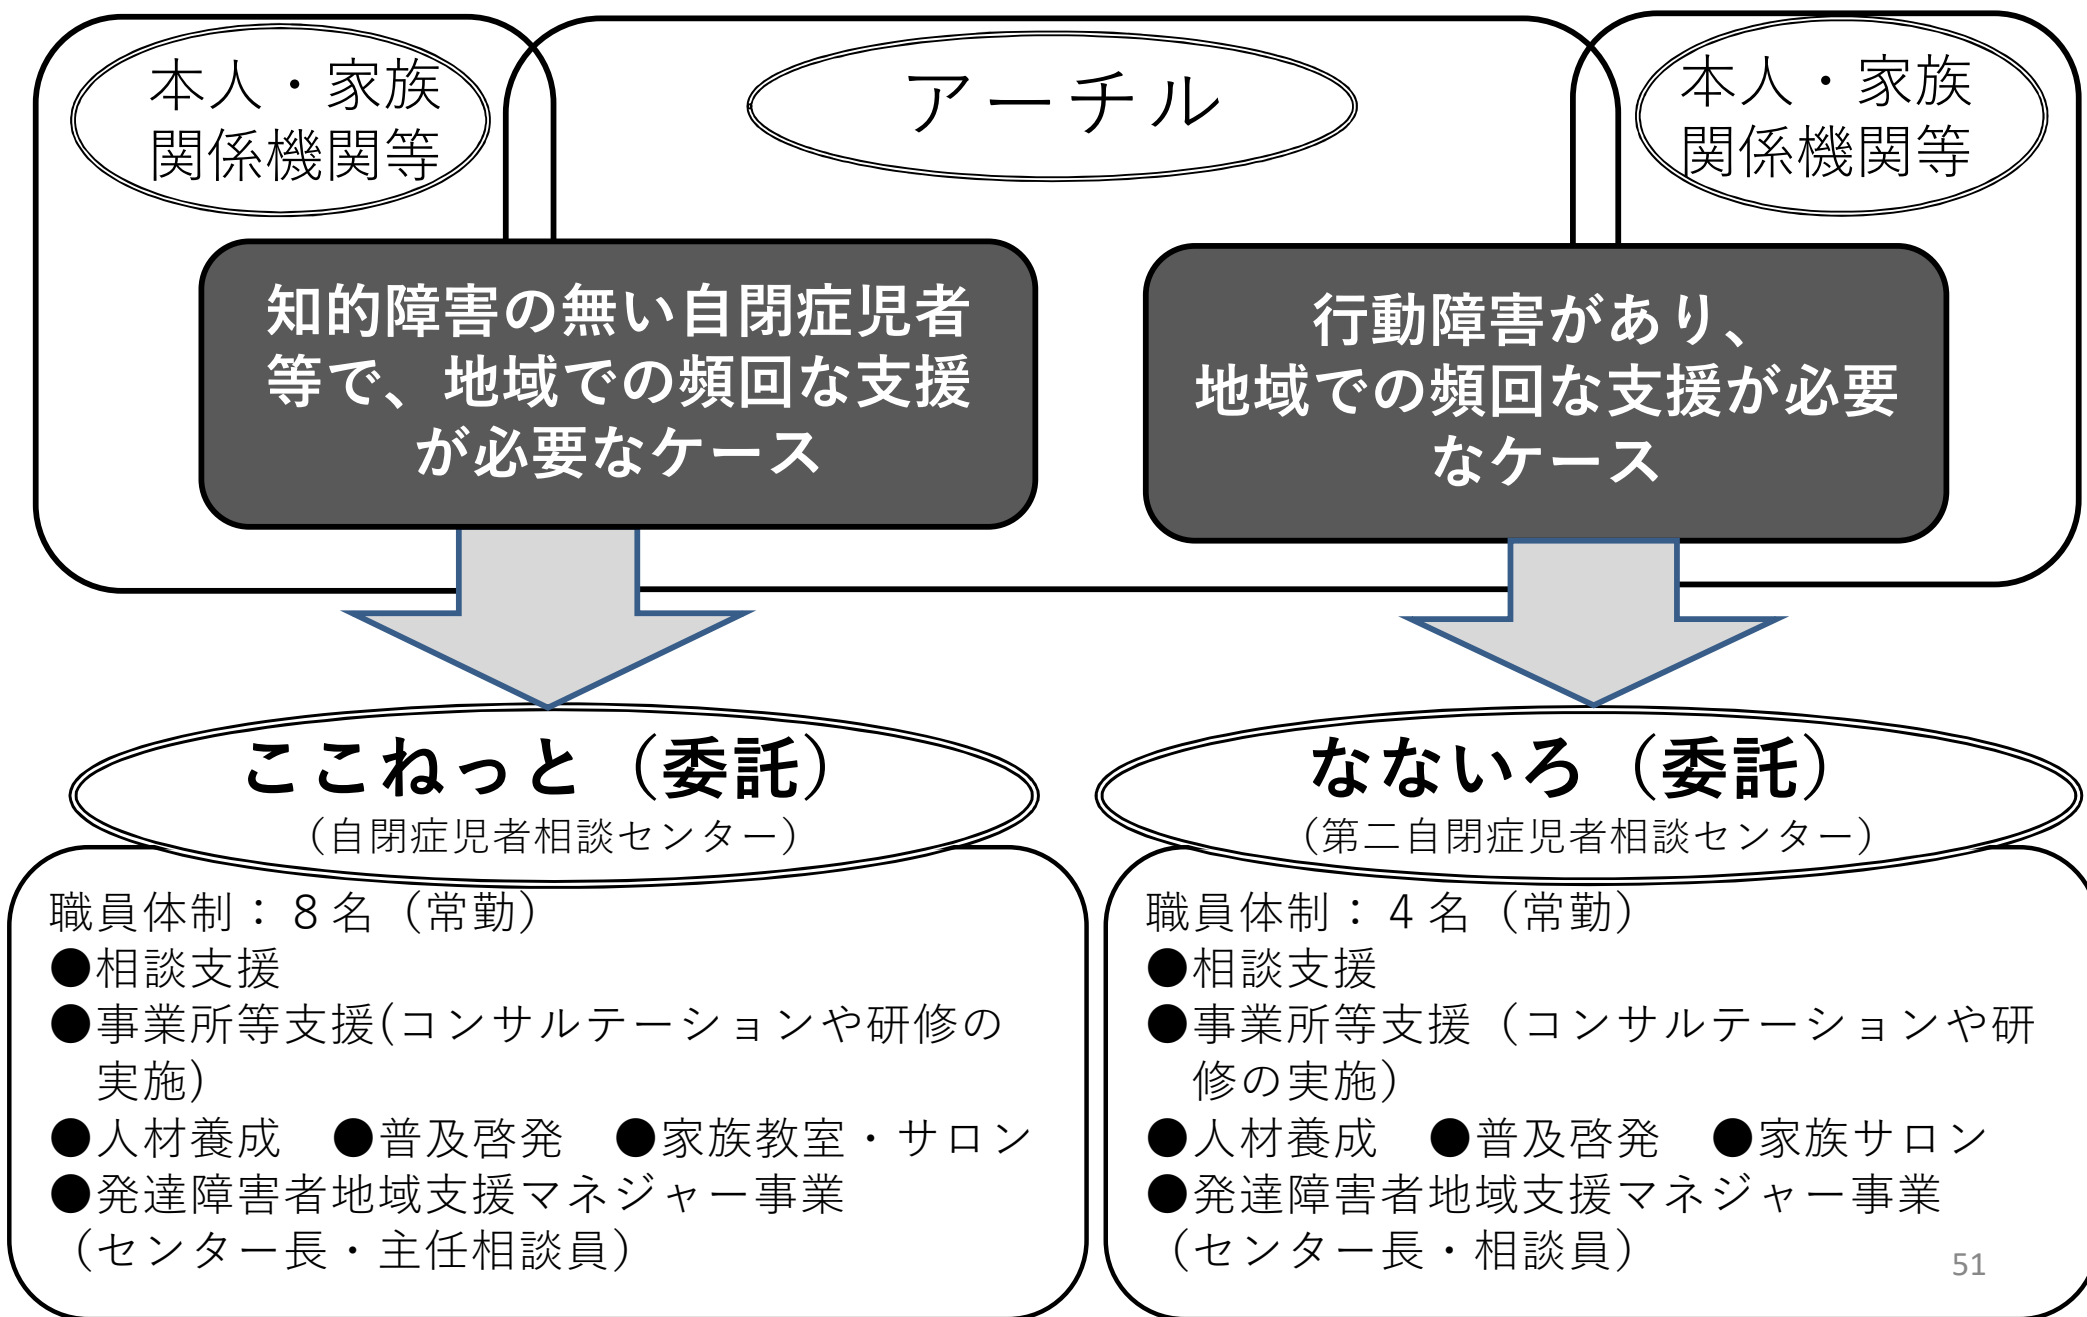 本人・家族
関係機関等
アーチル
本人・家族
関係機関等
知的障害の無い自閉症児者
等で、地域での頻回な支援
が必要なケース
行動障害があり、
地域での頻回な支援が必要
なケース
ここねっと（委託）
（自閉症児者相談センター）
職員体制：８名（常勤）
●相談支援
●事業所等支援(コンサルテーションや研修の
実施)
●人材養成　●普及啓発　●家族教室・サロン
●発達障害者地域支援マネジャー事業
（センター長・主任相談員）
なないろ（委託）
（第二自閉症児者相談センター）
職員体制：４名（常勤）
●相談支援
●事業所等支援（コンサルテーションや研
修の実施）
●人材養成　●普及啓発　●家族サロン
●発達障害者地域支援マネジャー事業
（センター長・相談員）
51